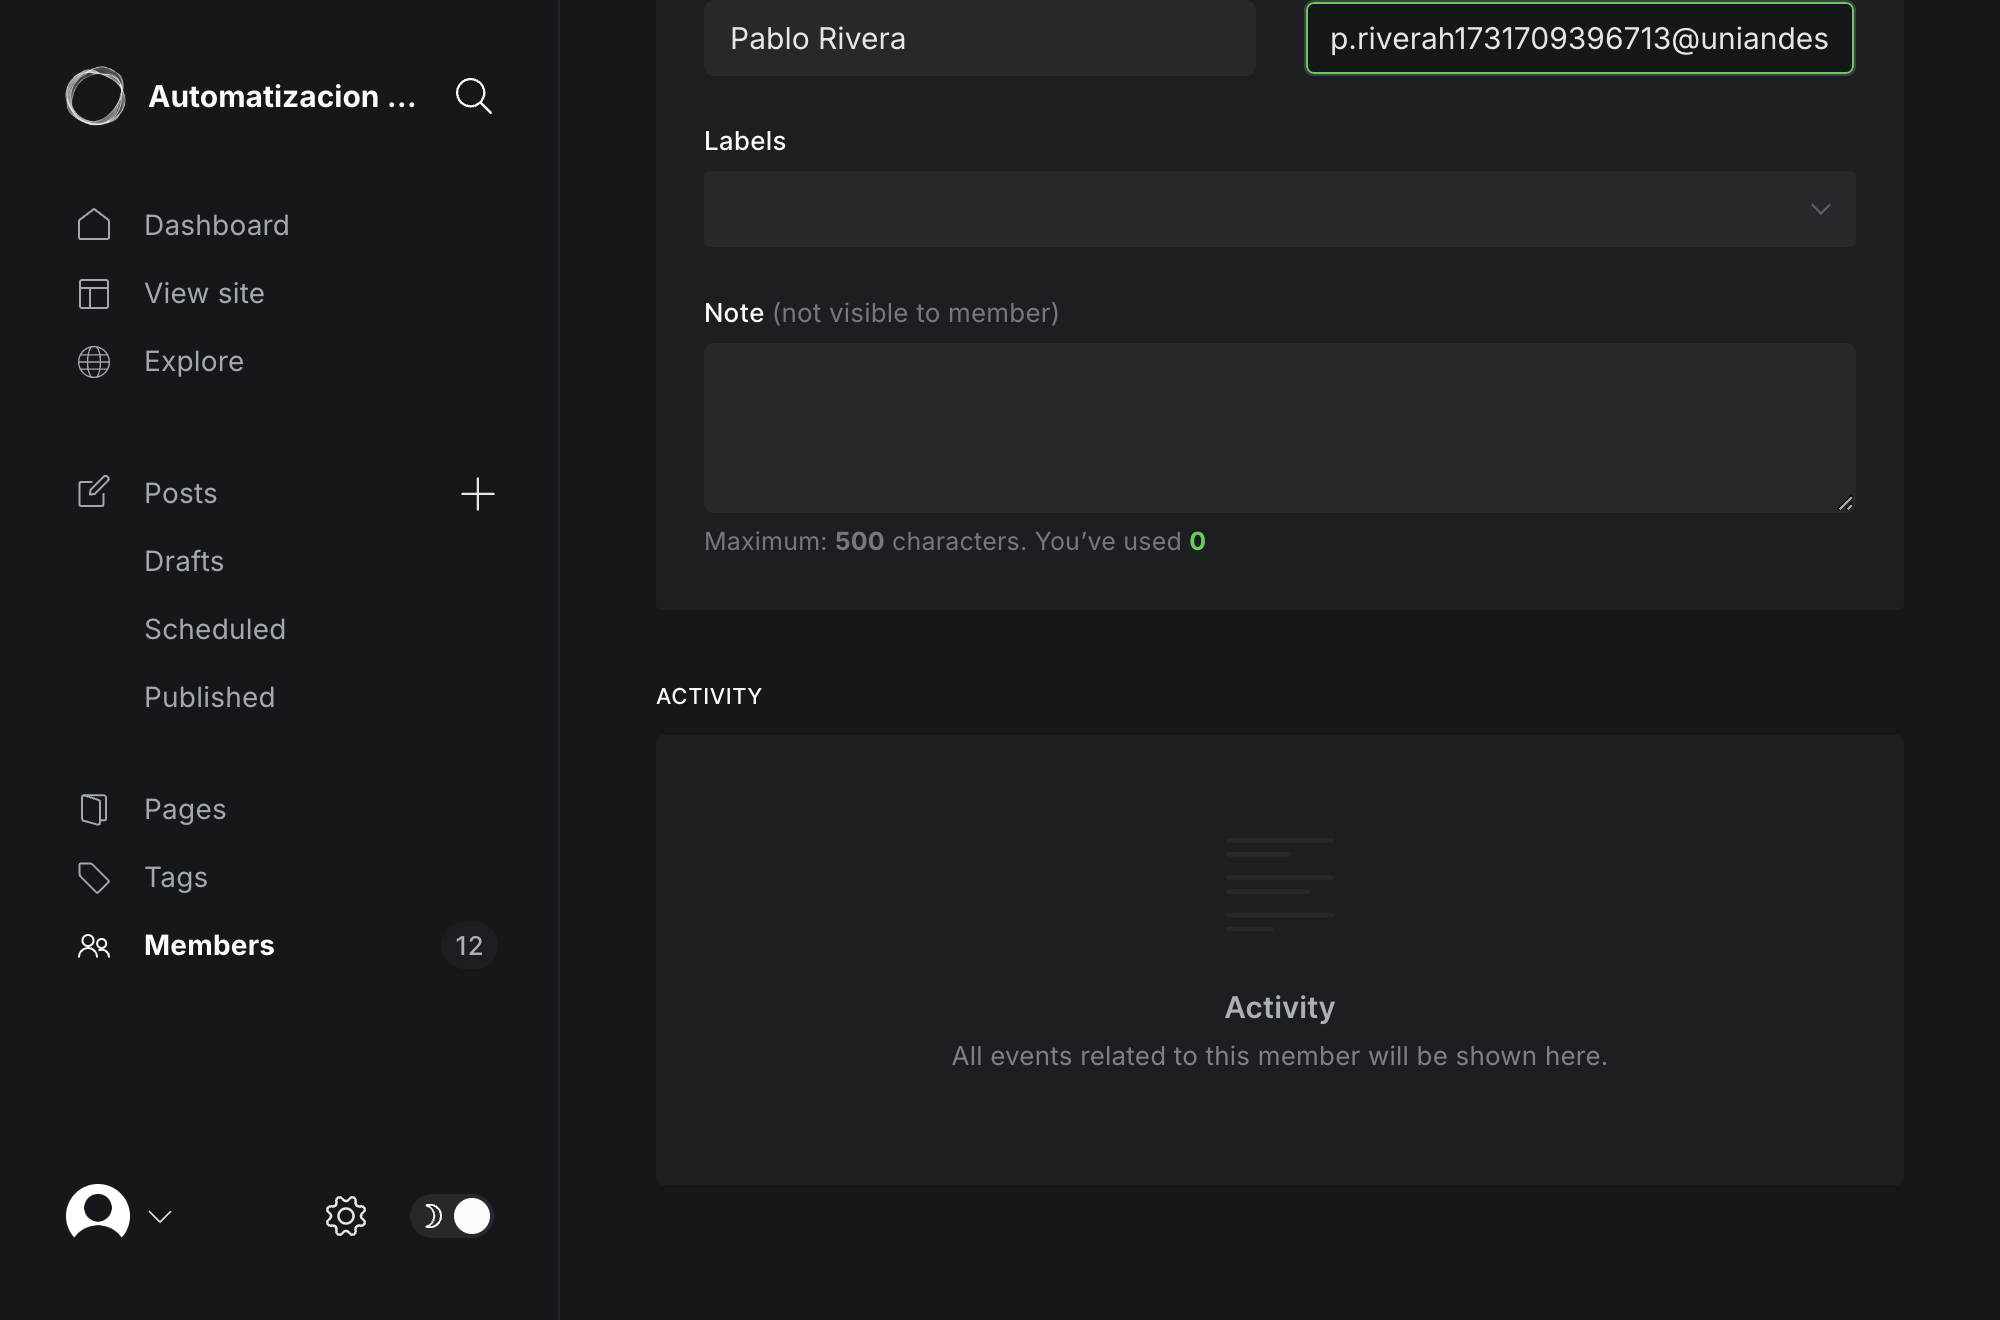 Automatizacion ...
Dashboard
View site
Explore
Posts
Drafts
Scheduled
Published
Pages
Tags
Members 12
Pablo Rivera
p.riverah1731709396713@uniandes
Labels
Note (not visible to member)
Maximum: 500 characters. You’ve used 0
ACTIVITY
Activity
All events related to this member will be shown here.